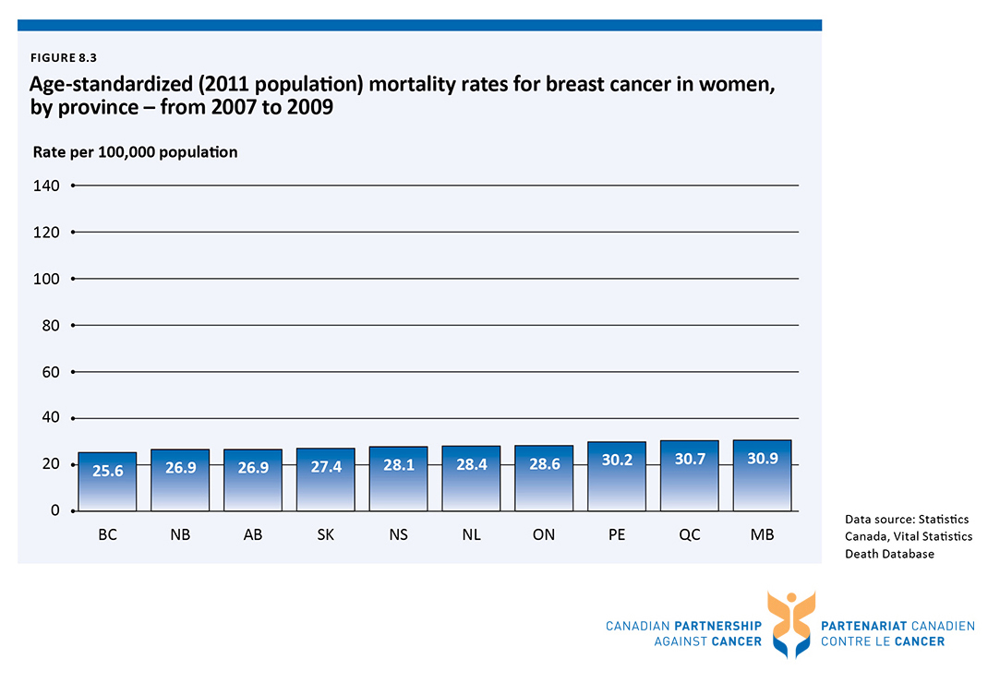 FIGURE 8.3
Age-standardized (2011 population) mortality rates for breast cancer in women,
by province – from 2007 to 2009
Rate per 100,000 population
140
120
100
80
60
40
20
0
25.6 26.9 26.9 27.4 28.1 28.4 28.6 30.2 30.7 30.9
BC NB AB SK NS NL ON PE QC MB
Data source: Statistics
Canada, Vital Statistics
Death Database
CANADIAN PARTNERSHIP
AGAINST CANCER
PARTENARIAT CANADIEN
CONTRE LE CANCER